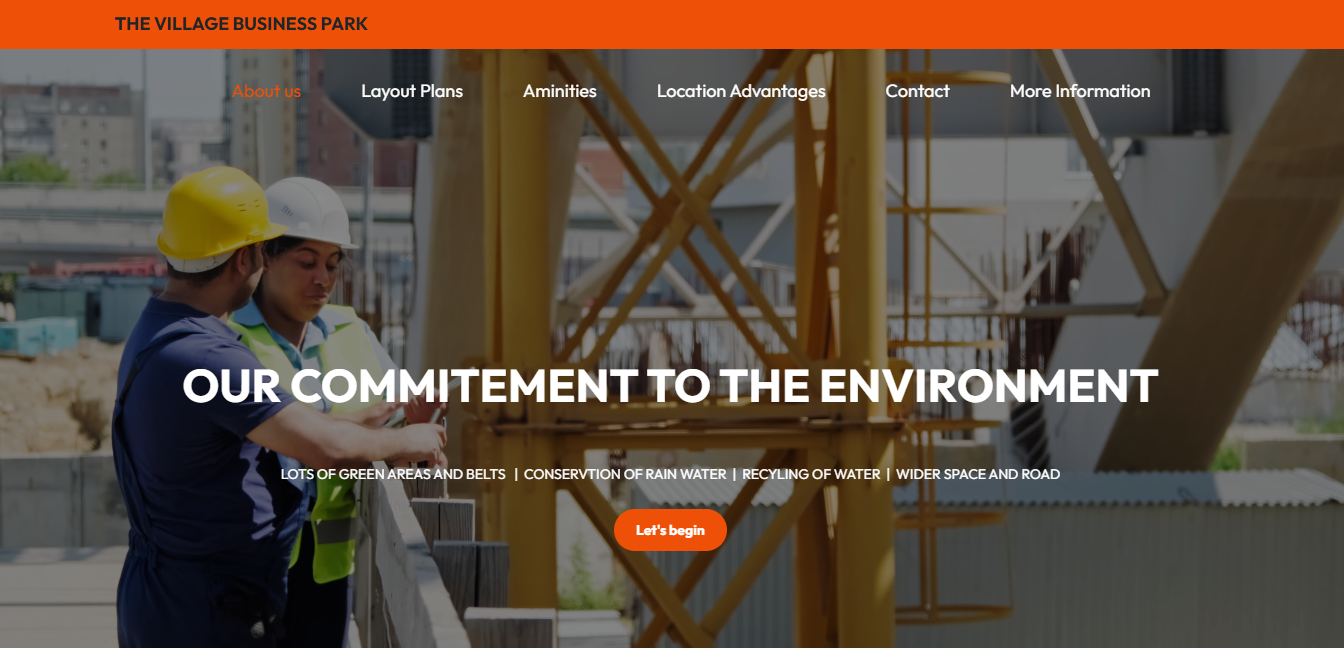 THE VILLAGE BUSINESS PARK
About us Layout Plans Aminities Location Advantages Contact More Information
OUR COMMITEMENT TO THE ENVIRONMENT
LOTS OF GREEN AREAS AND BELTS | CONSERVTION OF RAIN WATER | RECYLING OF WATER | WIDER SPACE AND ROAD
Let's begin